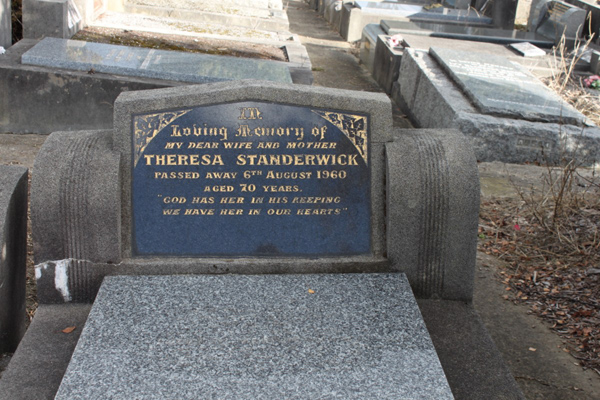 IN
Loving Memory of
MY DEAR WIFE AND MOTHER
THERESA STANDERWICK
PASSED AWAY 6TH AUGUST 1960
AGED 70 YEARS.
"GOD HAS HER IN HIS KEEPING
WE HAVE HER IN OUR HEARTS"